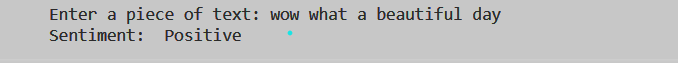 Enter a piece of text: wow what a beautiful day
Sentiment:  Positive